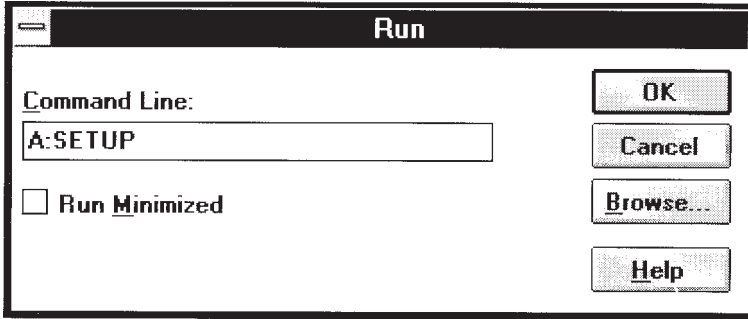 Run
Command Line:
A:SETUP
Run Minimized
OK
Cancel
Browse...
Help